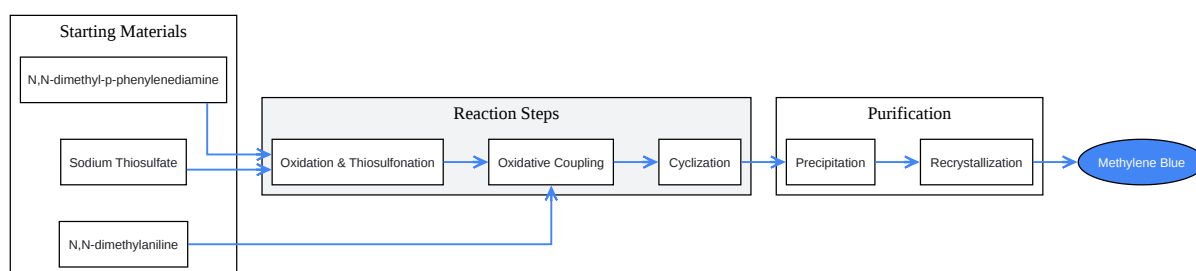 Starting Materials
N,N-dimethyl-p-phenylenediamine
Sodium Thiosulfate
N,N-dimethylaniline
Reaction Steps
Oxidation & Thiosulfonation
Oxidative Coupling
Cyclization
Purification
Precipitation
Recrystallization
Methylene Blue